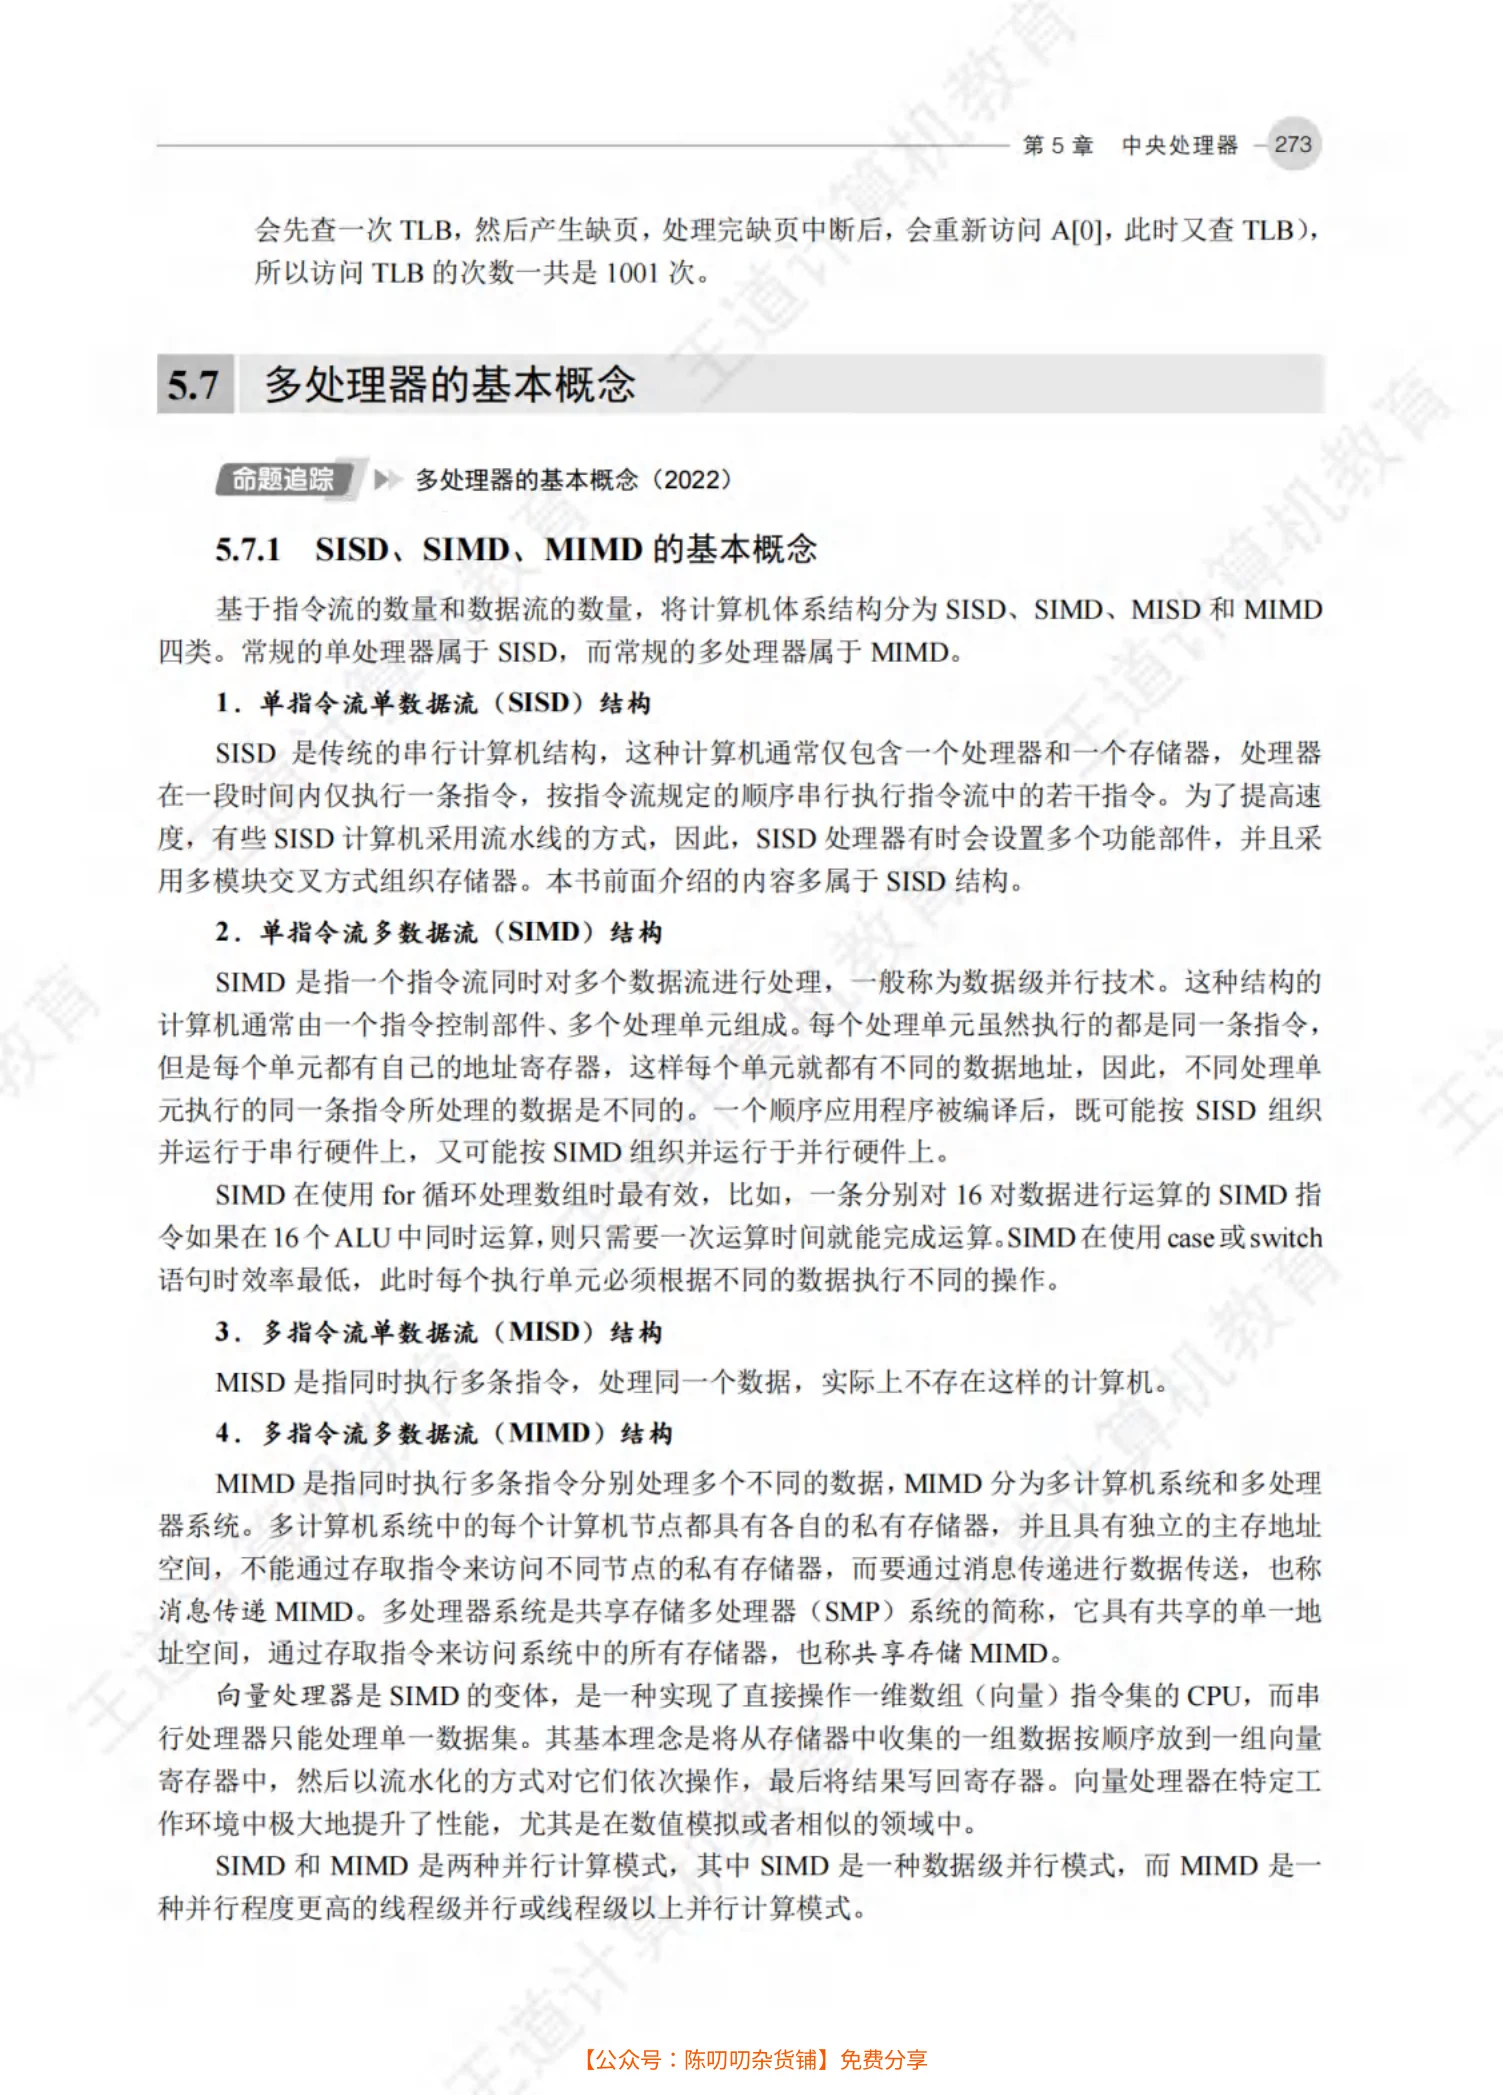 第 5 章 中央处理器 273
会先查一次 TLB，然后产生缺页，处理完缺页中断后，会重新访问 A[0]，此时又查 TLB），
所以访问 TLB 的次数一共是 1001 次。
5.7 多处理器的基本概念
命题追踪 多处理器的基本概念（2022）
5.7.1 SISD、SIMD、MIMD 的基本概念
基于指令流的数量和数据流的数量，将计算机体系结构分为 SISD、SIMD、MISD 和 MIMD
四类。常规的单处理器属于 SISD，而常规的多处理器属于 MIMD。
1．单指令流单数据流（SISD）结构
SISD 是传统的串行计算机结构，这种计算机通常仅包含一个处理器和一个存储器，处理器
在一段时间内仅执行一条指令，按指令流规定的顺序串行执行指令流中的若干指令。为了提高速
度，有些 SISD 计算机采用流水线的方式，因此，SISD 处理器有时会设置多个功能部件，并且采
用多模块交叉方式组织存储器。本书前面介绍的内容多属于 SISD 结构。
2．单指令流多数据流（SIMD）结构
SIMD 是指一个指令流同时对多个数据流进行处理，一般称为数据级并行技术。这种结构的
计算机通常由一个指令控制部件、多个处理单元组成。每个处理单元虽然执行的都是同一条指令，
但是每个单元都有自己的地址寄存器，这样每个单元就都有不同的数据地址，因此，不同处理单
元执行的同一条指令所处理的数据是不同的。一个顺序应用程序被编译后，既可能按 SISD 组织
并运行于串行硬件上，又可能按 SIMD 组织并运行于并行硬件上。
SIMD 在使用 for 循环处理数组时最有效，比如，一条分别对 16 对数据进行运算的 SIMD 指
令如果在 16 个 ALU 中同时运算，则只需要一次运算时间就能完成运算。SIMD 在使用 case 或 switch
语句时效率最低，此时每个执行单元必须根据不同的数据执行不同的操作。
3．多指令流单数据流（MISD）结构
MISD 是指同时执行多条指令，处理同一个数据，实际上不存在这样的计算机。
4．多指令流多数据流（MIMD）结构
MIMD 是指同时执行多条指令分别处理多个不同的数据，MIMD 分为多计算机系统和多处理
器系统。多计算机系统中的每个计算机节点都具有各自的私有存储器，并且具有独立的主存地址
空间，不能通过存取指令来访问不同节点的私有存储器，而要通过消息传递进行数据传送，也称
消息传递 MIMD。多处理器系统是共享存储多处理器（SMP）系统的简称，它具有共享的单一地
址空间，通过存取指令来访问系统中的所有存储器，也称共享存储 MIMD。
向量处理器是 SIMD 的变体，是一种实现了直接操作一维数组（向量）指令集的 CPU，而串
行处理器只能处理单一数据集。其基本理念是将从存储器中收集的一组数据按顺序放到一组向量
寄存器中，然后以流水化的方式对它们依次操作，最后将结果写回寄存器。向量处理器在特定工
作环境中极大地提升了性能，尤其是在数值模拟或者相似的领域中。
SIMD 和 MIMD 是两种并行计算模式，其中 SIMD 是一种数据级并行模式，而 MIMD 是一
种并行程度更高的线程级并行或线程级以上并行计算模式。
【公众号：陈叨叨杂货铺】免费分享
王道计算机教育